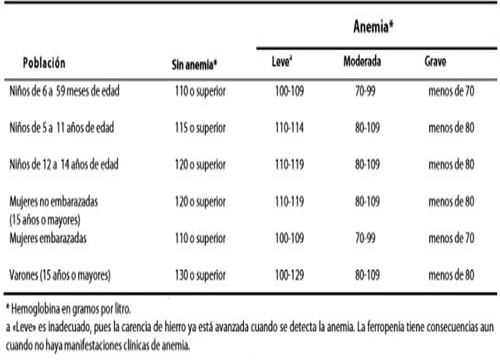 Anemia*
Población Sin anemia* Leveª Moderada Grave
Niños de 6 a 59 meses de edad 110 o superior 100-109 70-99 menos de 70
Niños de 5 a 11 años de edad 115 o superior 110-114 80-109 menos de 80
Niños de 12 a 14 años de edad 120 o superior 110-119 80-109 menos de 80
Mujeres no embarazadas 120 o superior 110-119 80-109 menos de 80
(15 años o mayores)
Mujeres embarazadas 110 o superior 100-109 70-99 menos de 70
Varones (15 años o mayores) 130 o superior 100-129 80-109 menos de 80
* Hemoglobina en gramos por litro.
a «Leve» es inadecuado, pues la carencia de hierro ya está avanzada cuando se detecta la anemia. La ferropenia tiene consecuencias aun
cuando no haya manifestaciones clínicas de anemia.